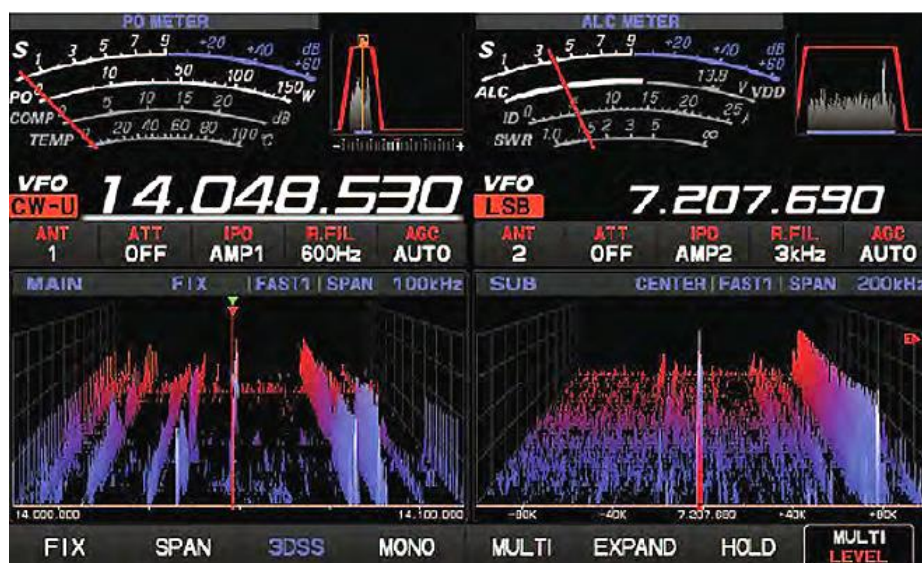 PO METER
S 1 3 5 7 9 +20 +40 +60 dB
PO 0 10 50 100 150 W
COMP 0 5 10 15 20 dB
TEMP 0 20 40 60 80 100 °C
- +
ALC METER
S 1 3 5 7 9 +20 +40 +60 dB
ALC 13.8 V VDD
ID 0 5 10 15 20 25 A
SWR 1.0 1.5 2 3 5 ∞
VFO 14.048.530
CW-U
VFO 7.207.690
LSB
ANT ATT IPO R.FIL AGC
1 OFF AMP1 600Hz AUTO
ANT ATT IPO R.FIL AGC
2 OFF AMP2 3kHz AUTO
MAIN FIX | FAST1 | SPAN 100kHz
14.000.000 14.100.000
SUB CENTER | FAST1 | SPAN 200kHz
-80K -40K 7.207.690 +40K +80K
FIX SPAN 3DSS MONO MULTI EXPAND HOLD MULTI
LEVEL